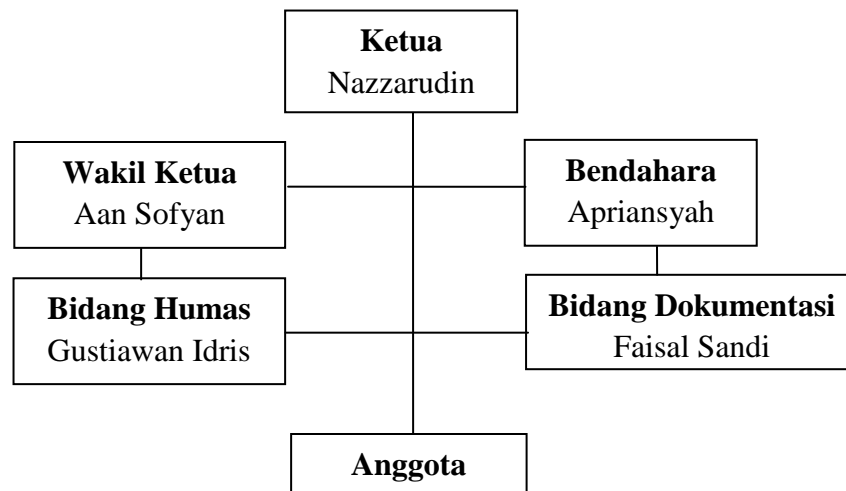 Ketua
Nazzarudin
Wakil Ketua
Aan Sofyan
Bendahara
Apriansyah
Bidang Humas
Gustiawan Idris
Bidang Dokumentasi
Faisal Sandi
Anggota